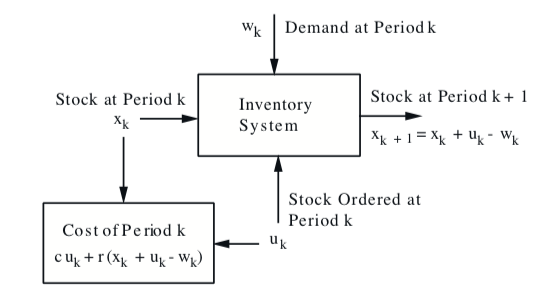 w_k Demand at Period k
Stock at Period k
x_k
Inventory
System
Stock at Period k + 1
x_{k + 1} = x_k + u_k - w_k
Stock Ordered at
Period k
u_k
Cost of Period k
c u_k + r (x_k + u_k - w_k)